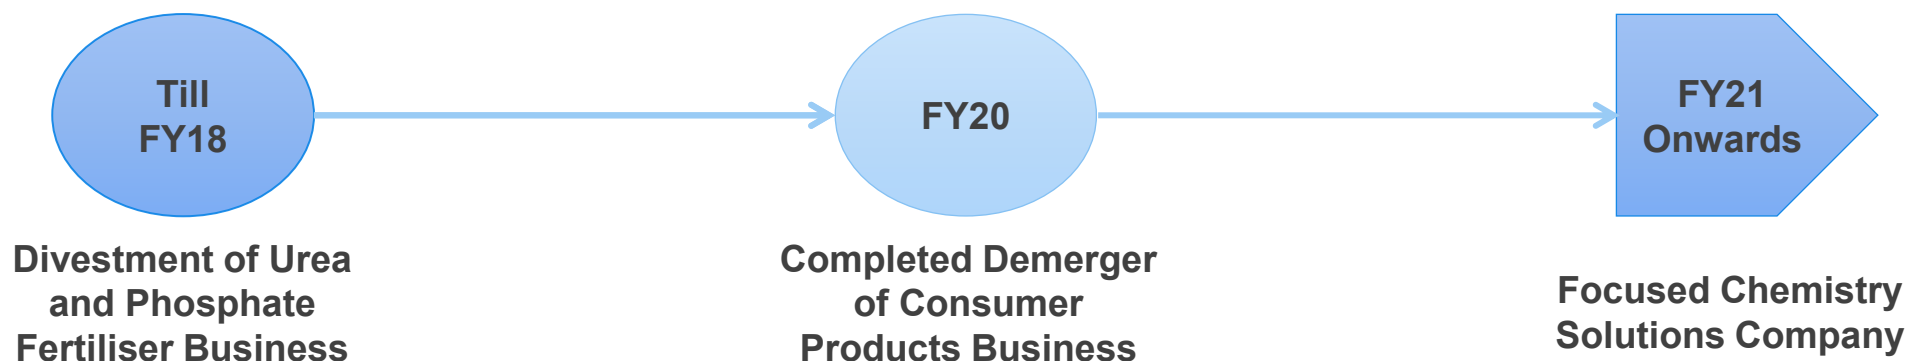 Till
FY18
FY20
FY21
Onwards
Divestment of Urea
and Phosphate
Fertiliser Business
Completed Demerger
of Consumer
Products Business
Focused Chemistry
Solutions Company